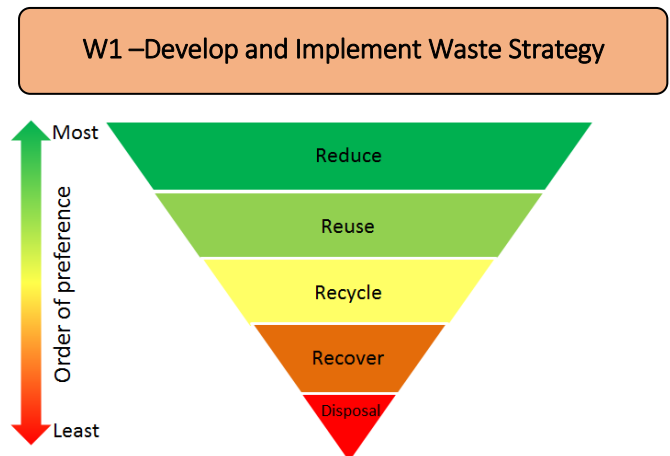 W1 –Develop and Implement Waste Strategy
Most
Reduce
Reuse
Order of preference
Recycle
Recover
Disposal
Least